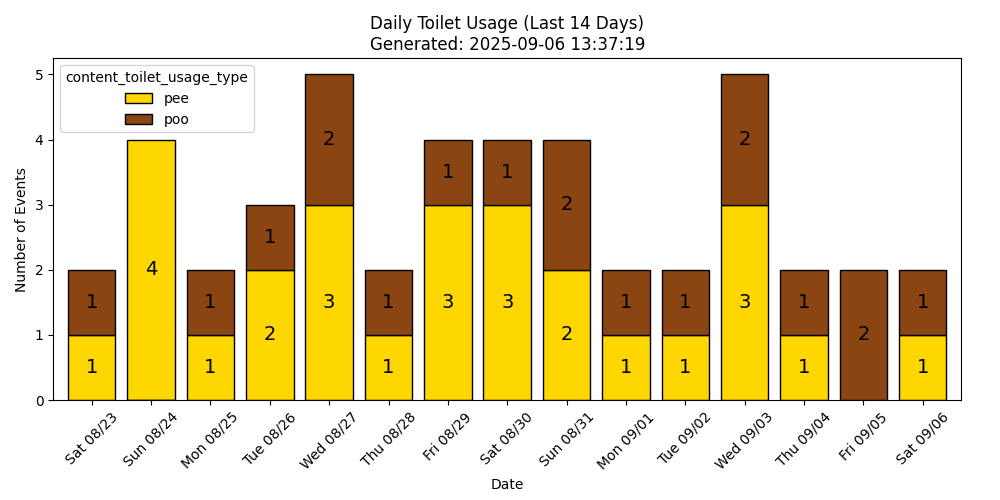 Daily Toilet Usage (Last 14 Days)
Generated: 2025-09-06 13:37:19
content_toilet_usage_type
pee
poo
Number of Events
5
4
3
2
1
0
1 4 1 2 3 1 3 3 2 1 1 3 1 1
1 1 1 2 1 1 1 2 1 1 2 1 2 1
Sat 08/23
Sun 08/24
Mon 08/25
Tue 08/26
Wed 08/27
Thu 08/28
Fri 08/29
Sat 08/30
Sun 08/31
Mon 09/01
Tue 09/02
Wed 09/03
Thu 09/04
Fri 09/05
Sat 09/06
Date